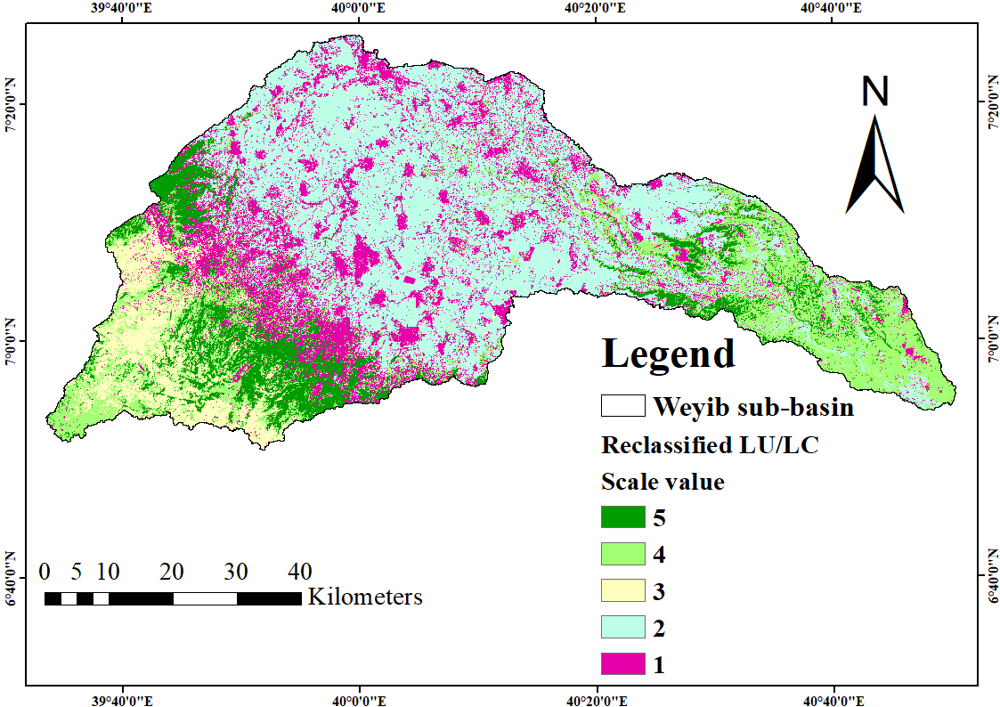 39°40'0"E 40°0'0"E 40°20'0"E 40°40'0"E
7°20'0"N 7°20'0"N
N
7°0'0"N 7°0'0"N
Legend
Weyib sub-basin
Reclassified LU/LC
Scale value
5
4
3
2
1
6°40'0"N 6°40'0"N
0 5 10 20 30 40
Kilometers
39°40'0"E 40°0'0"E 40°20'0"E 40°40'0"E